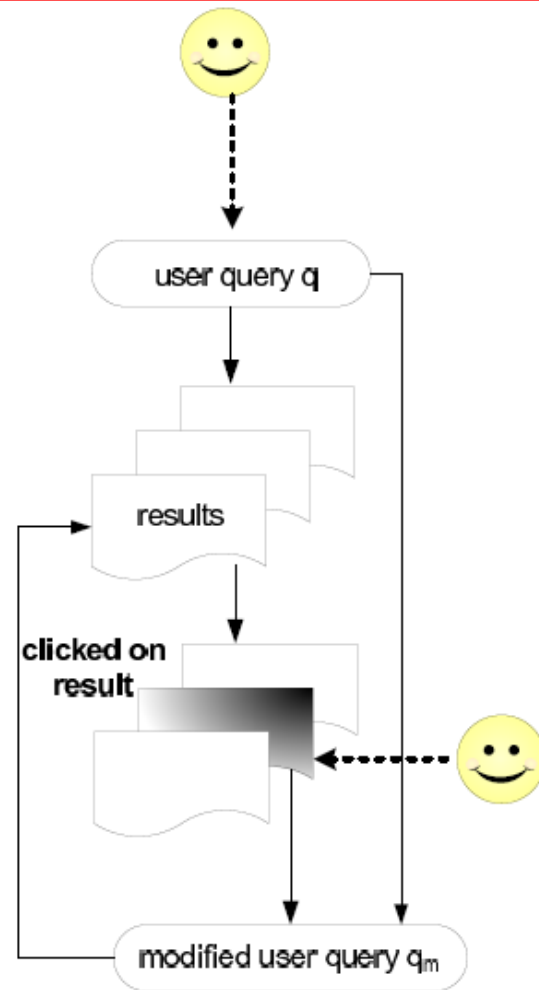 user query q
results
clicked on
result
modified user query qm